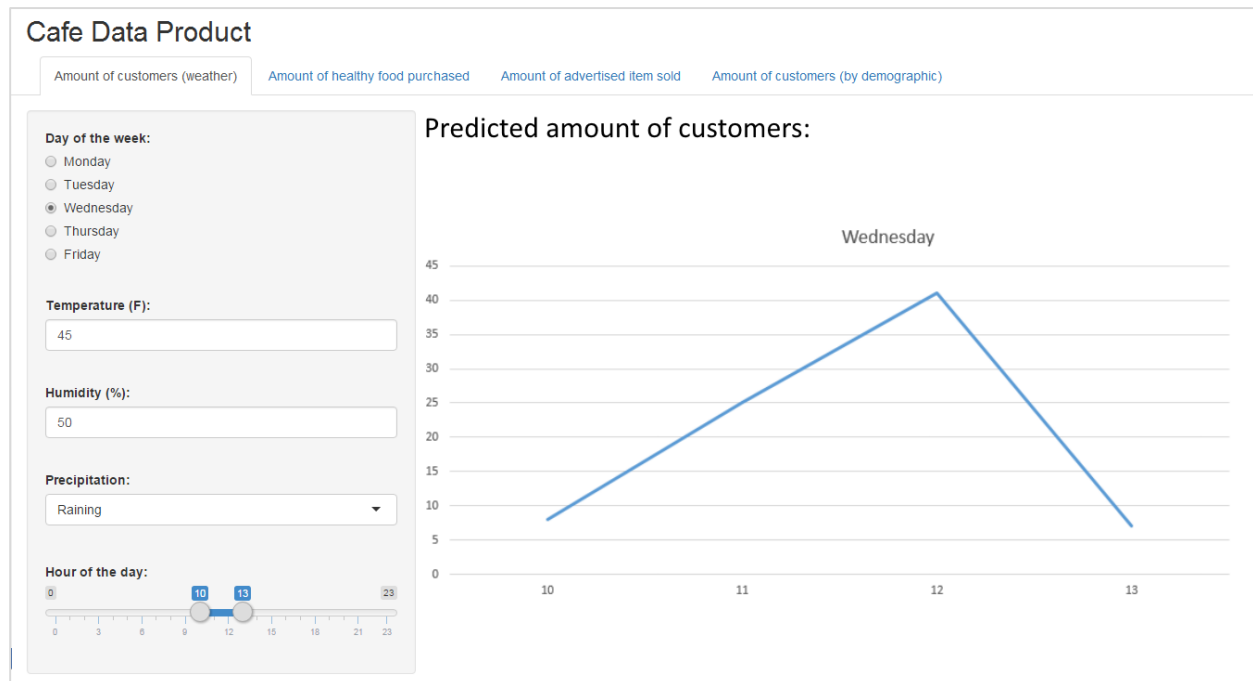 Cafe Data Product
Amount of customers (weather) Amount of healthy food purchased Amount of advertised item sold Amount of customers (by demographic)
Day of the week:
Monday
Tuesday
Wednesday
Thursday
Friday
Temperature (F):
45
Humidity (%):
50
Precipitation:
Raining
Hour of the day:
0 10 13 23
0 3 6 9 12 15 18 21 23
Predicted amount of customers:
Wednesday
45
40
35
30
25
20
15
10
5
0
10 11 12 13